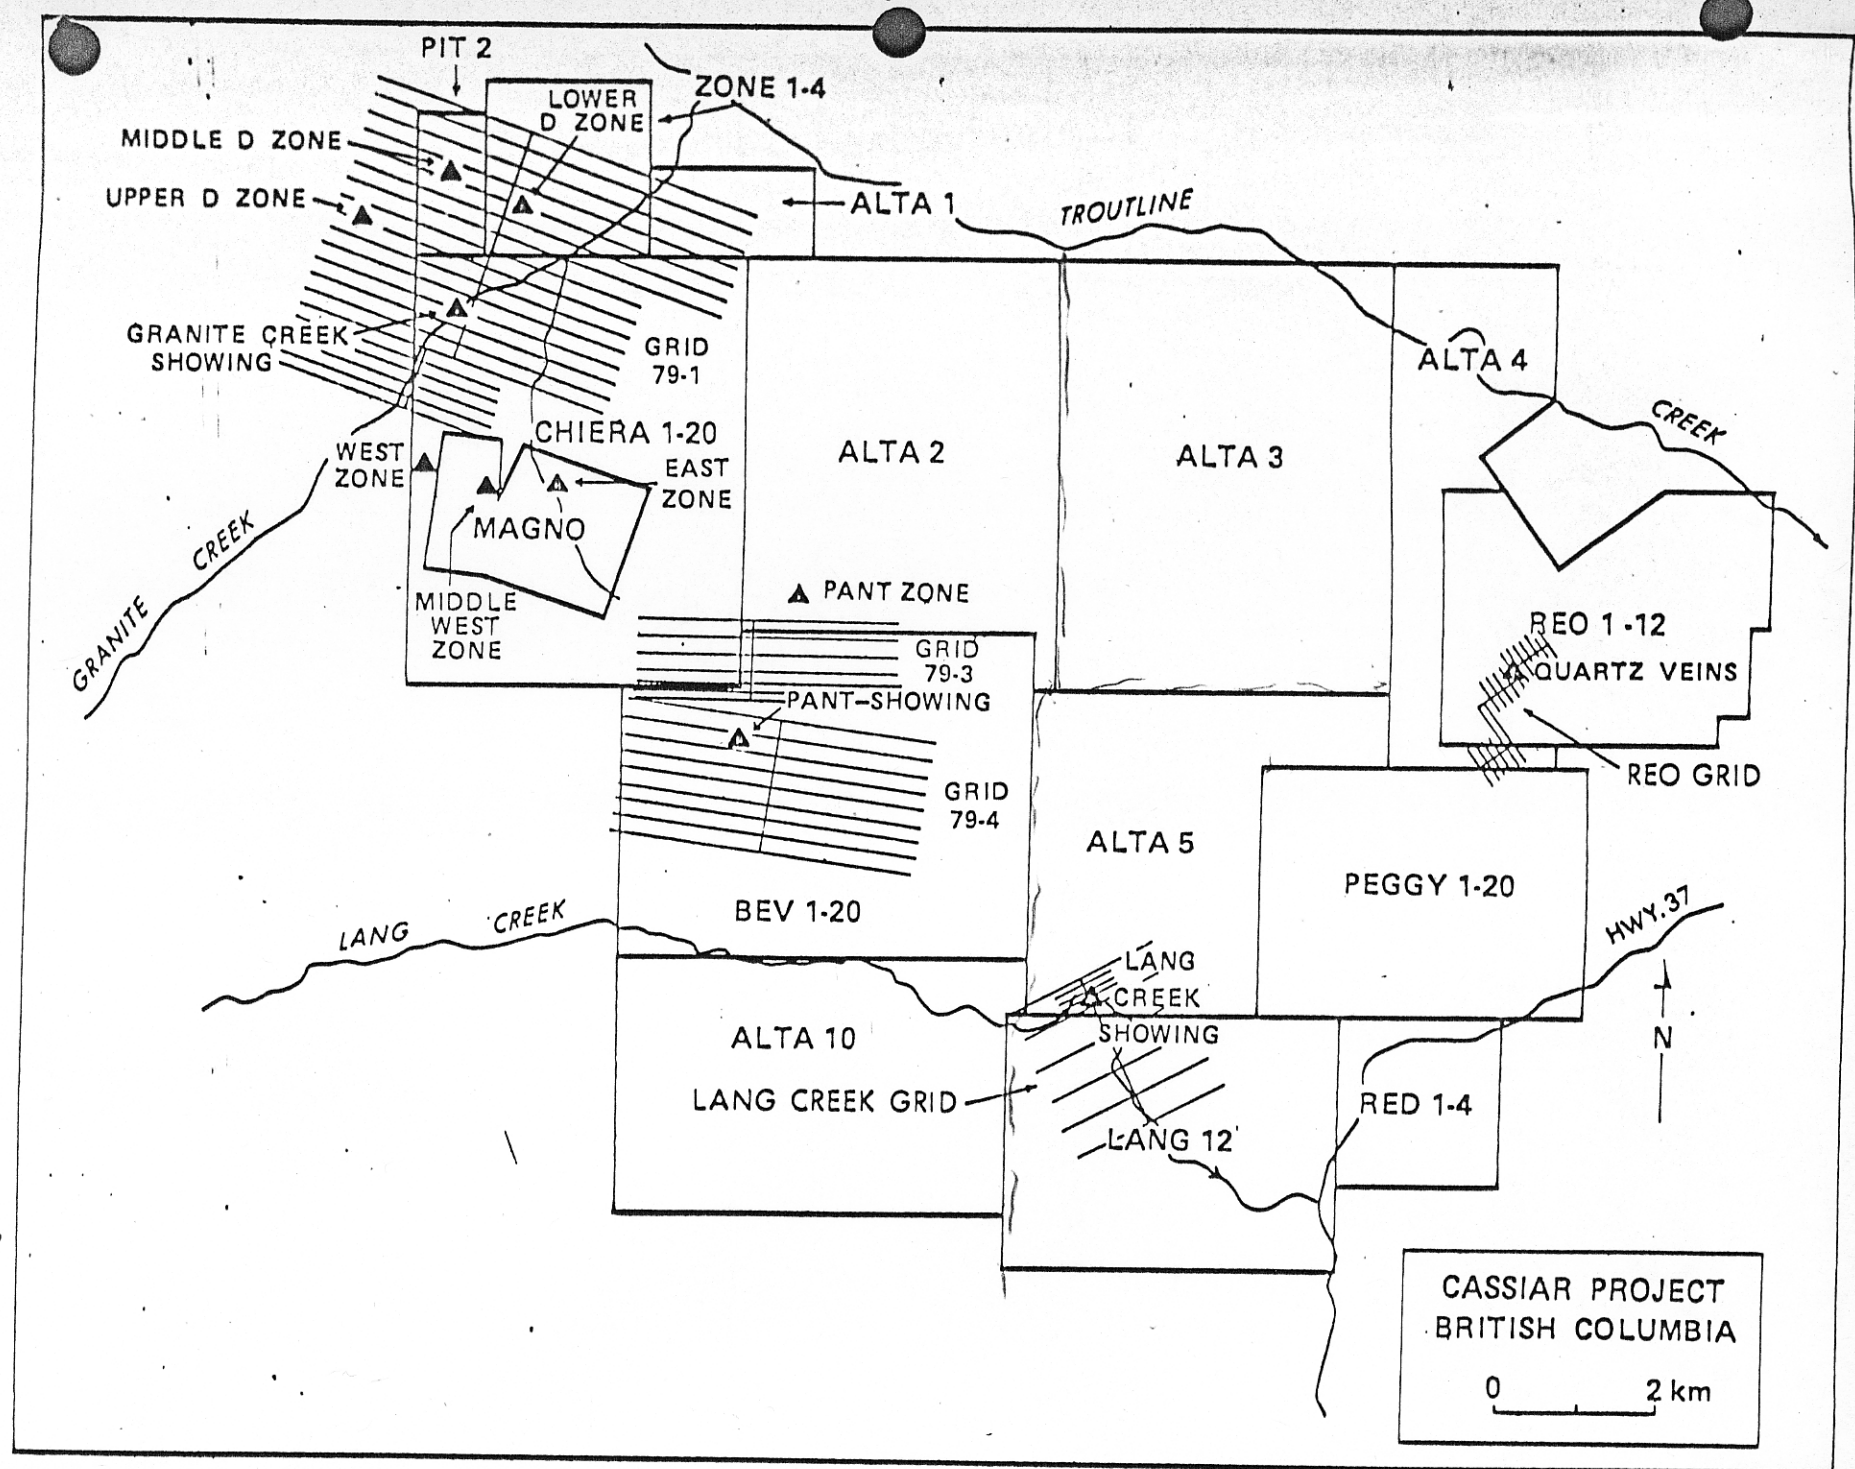 PIT 2
ZONE 1-4
LOWER
D ZONE
MIDDLE D ZONE
UPPER D ZONE
ALTA 1
TROUTLINE
GRANITE CREEK
SHOWING
GRID
79-1
ALTA 4
CREEK
CHIERA 1-20
WEST
ZONE
EAST
ZONE
ALTA 2
ALTA 3
MAGNO
GRANITE CREEK
MIDDLE
WEST
ZONE
PANT ZONE
GRID
79-3
PANT-SHOWING
REO 1-12
QUARTZ VEINS
REO GRID
GRID
79-4
ALTA 5
PEGGY 1-20
BEV 1-20
LANG CREEK
HWY. 37
LANG
CREEK
SHOWING
N
ALTA 10
LANG CREEK GRID
RED 1-4
LANG 12
CASSIAR PROJECT
BRITISH COLUMBIA
0 2 km